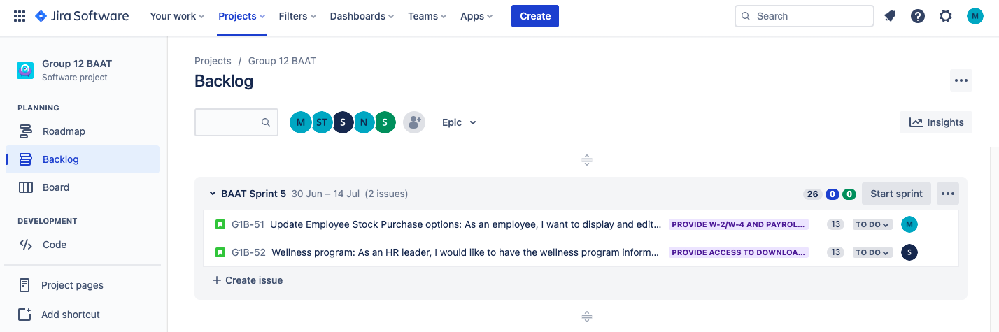 Jira Software Your work Projects Filters Dashboards Teams Apps Create Search M
Group 12 BAAT
Software project
PLANNING
Roadmap
Backlog
Board
DEVELOPMENT
Code
Project pages
Add shortcut
Projects / Group 12 BAAT
Backlog
M ST S N S Epic Insights
BAAT Sprint 5 30 Jun – 14 Jul (2 issues) 26 0 0 Start sprint
G1B-51 Update Employee Stock Purchase options: As an employee, I want to display and edit... PROVIDE W-2/W-4 AND PAYROL... 13 TO DO M
G1B-52 Wellness program: As an HR leader, I would like to have the wellness program inform... PROVIDE ACCESS TO DOWNLOA... 13 TO DO S
+ Create issue